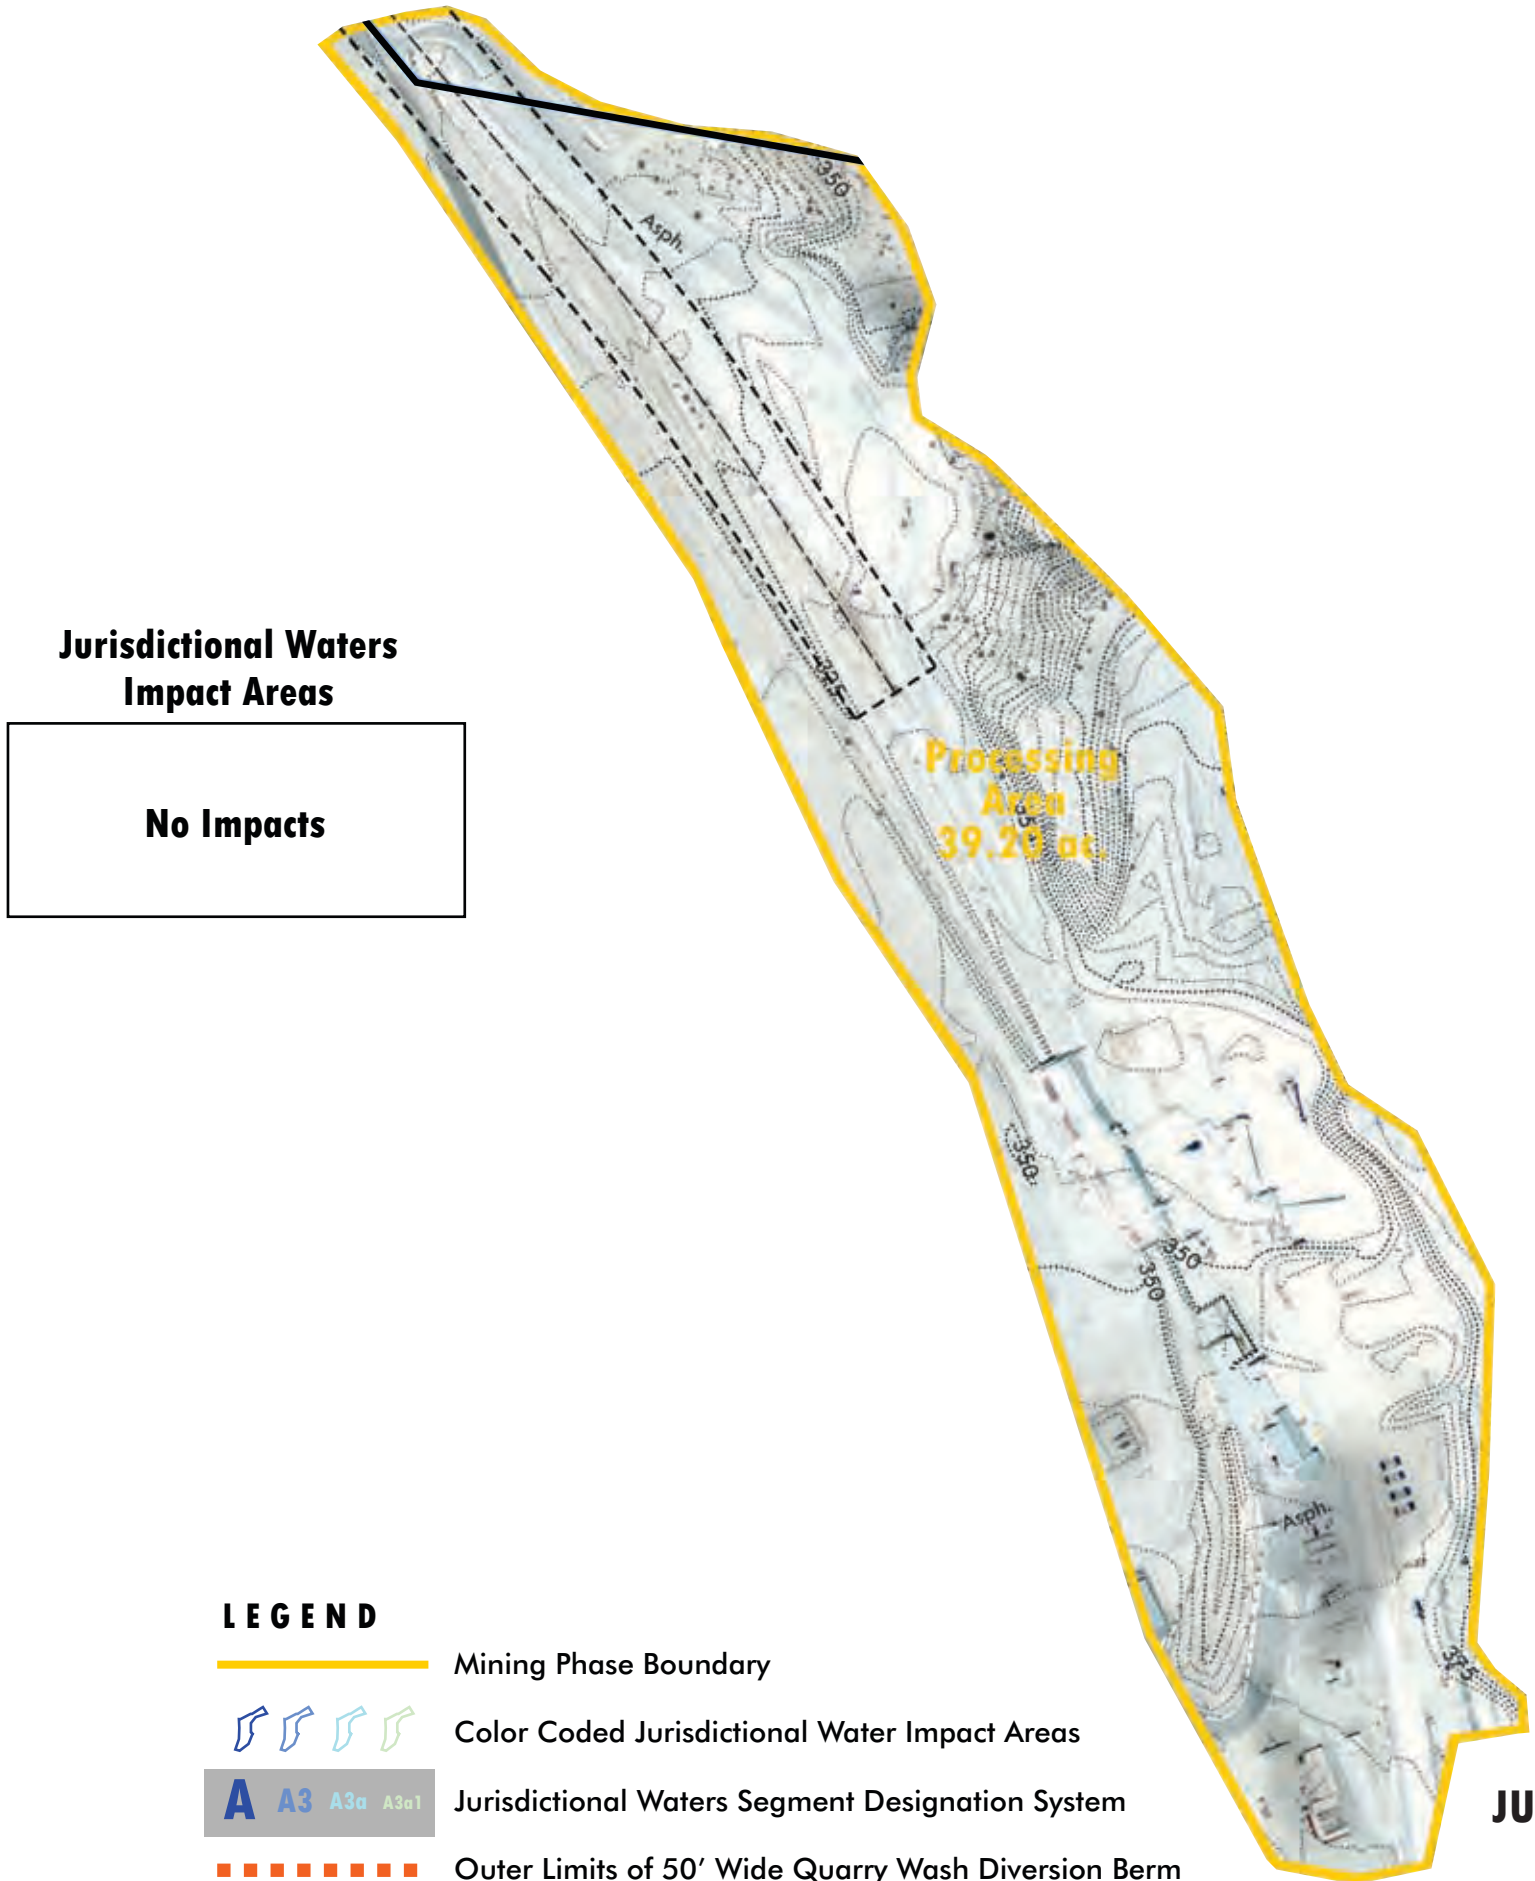 350
Asph.
325
Jurisdictional Waters
Impact Areas
No Impacts
Processing
Area
39.20 ac.
350
350
350
Asph.
375
LEGEND
Mining Phase Boundary
Color Coded Jurisdictional Water Impact Areas
A A3 A3a A3a1 Jurisdictional Waters Segment Designation System
JU
Outer Limits of 50’ Wide Quarry Wash Diversion Berm